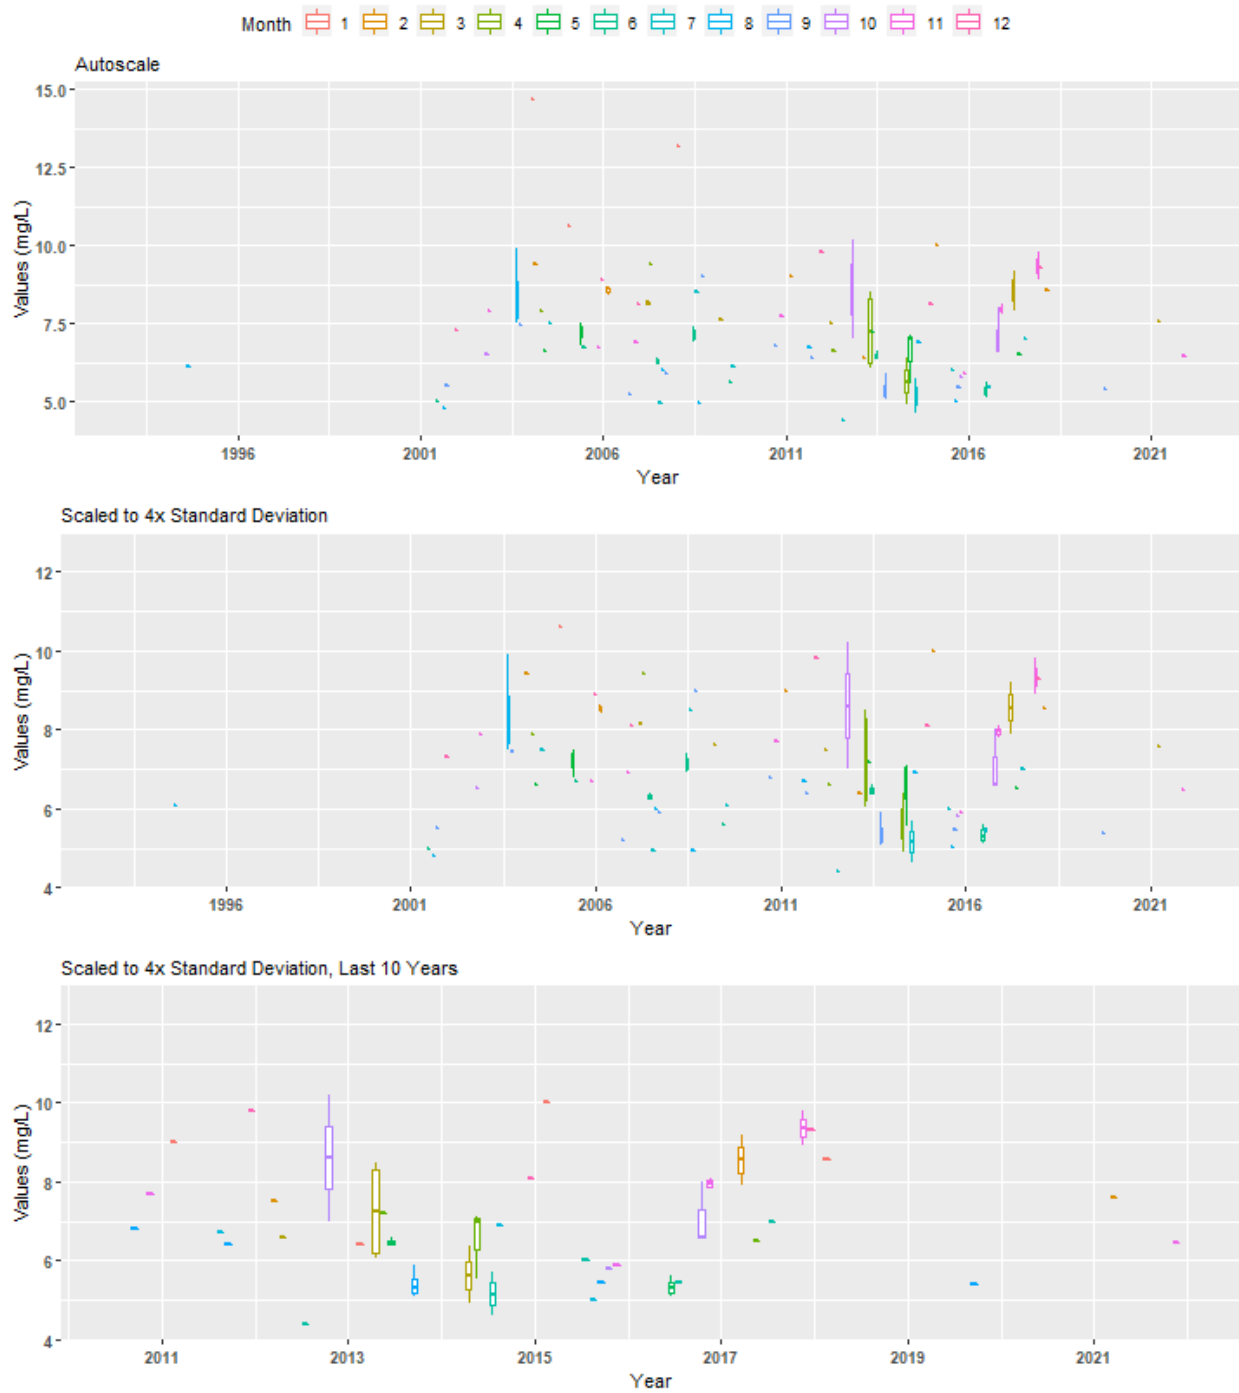 Month 1 2 3 4 5 6 7 8 9 10 11 12
Autoscale
15.0
12.5
10.0
7.5
5.0
Values (mg/L)
1996 2001 2006 2011 2016 2021
Year
Scaled to 4x Standard Deviation
12
10
8
6
4
Values (mg/L)
1996 2001 2006 2011 2016 2021
Year
Scaled to 4x Standard Deviation, Last 10 Years
12
10
8
6
4
Values (mg/L)
2011 2013 2015 2017 2019 2021
Year